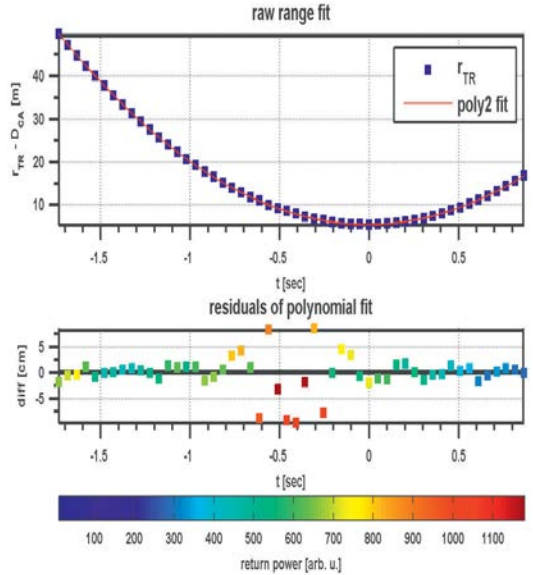 raw range fit
r_TR - D_CA [m]
40
30
20
10
r_TR
poly2 fit
-1.5 -1 -0.5 0 0.5
t [sec]
residuals of polynomial fit
diff [cm]
5
0
-5
-1.5 -1 -0.5 0 0.5
t [sec]
100 200 300 400 500 600 700 800 900 1000 1100
return power [arb. u.]